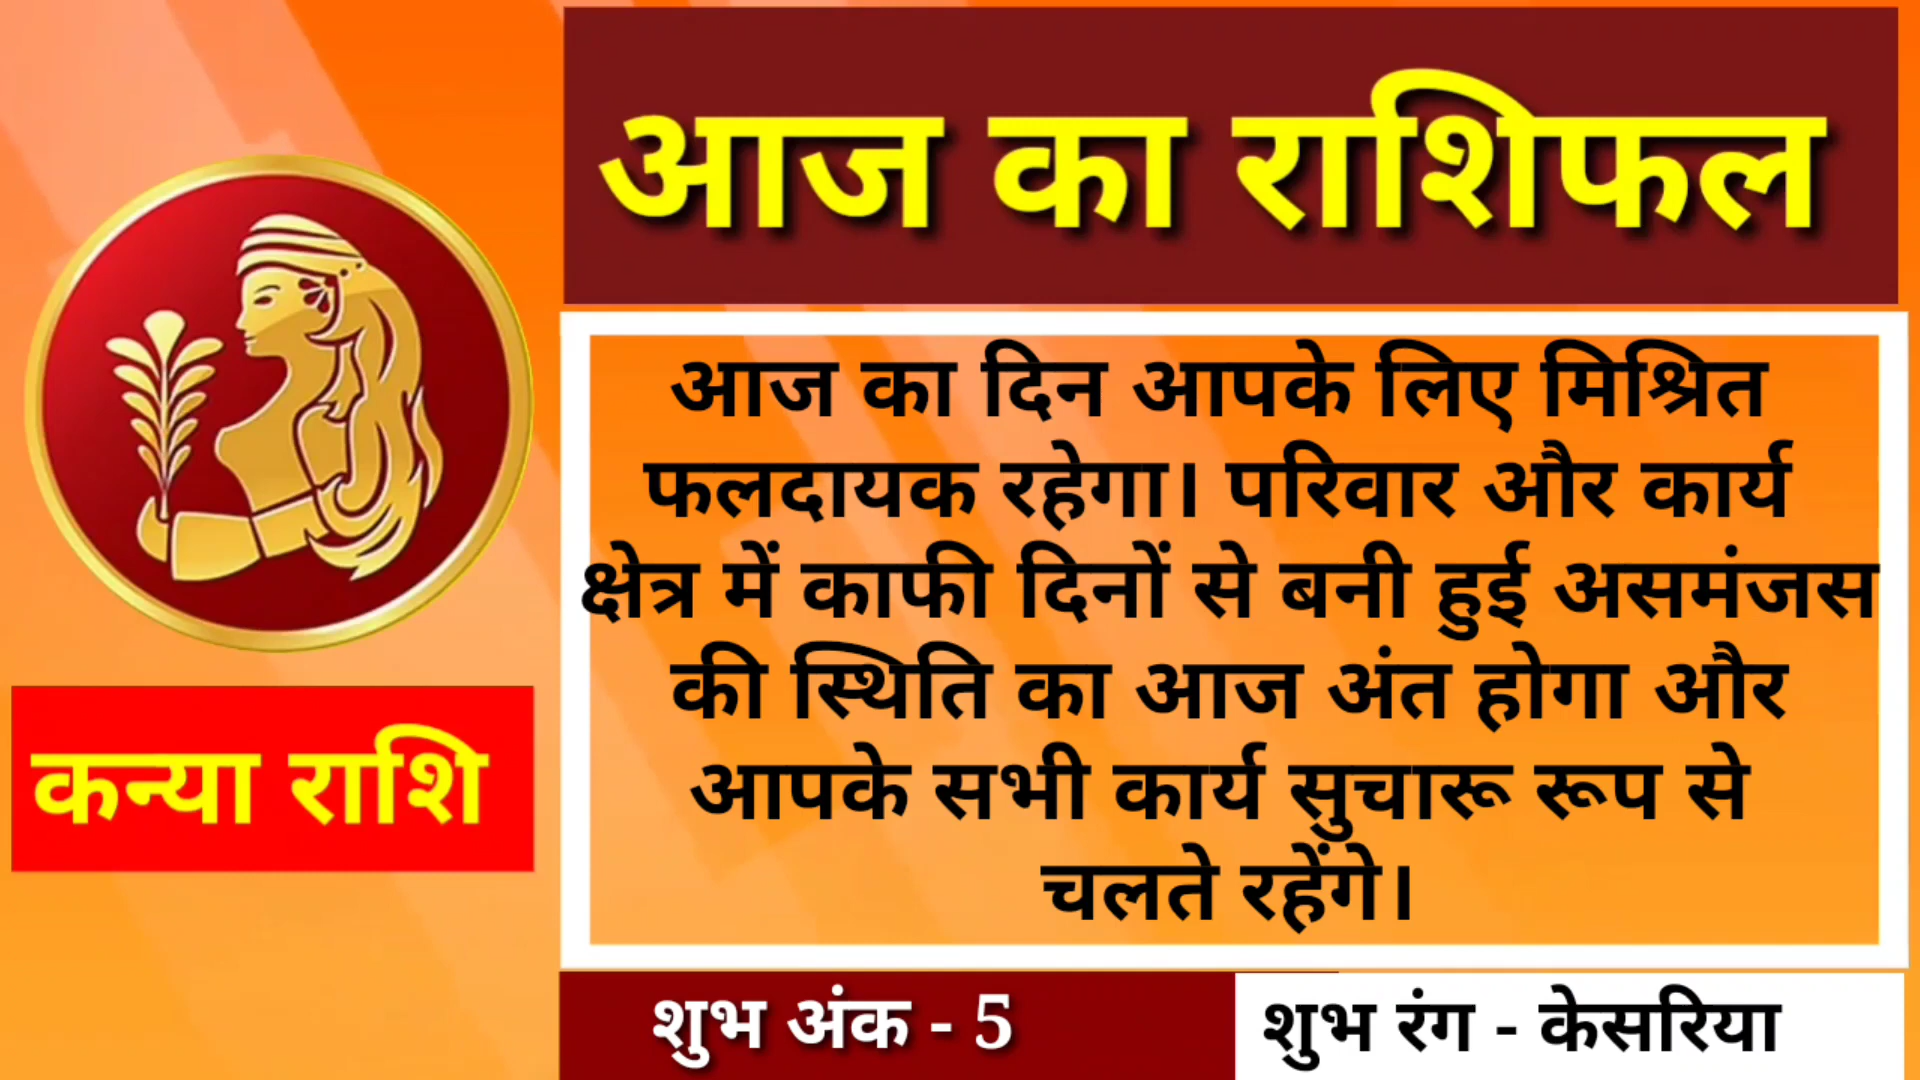 आज का राशिफल
आज का दिन आपके लिए मिश्रित
फलदायक रहेगा। परिवार और कार्य
क्षेत्र में काफी दिनों से बनी हुई असमंजस
की स्थिति का आज अंत होगा और
आपके सभी कार्य सुचारू रूप से
चलते रहेंगे।
कन्या राशि
शुभ अंक - 5
शुभ रंग - केसरिया